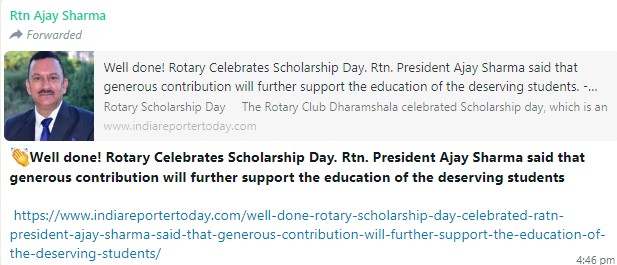 Rtn Ajay Sharma
Forwarded
Well done! Rotary Celebrates Scholarship Day. Rtn. President Ajay Sharma said that
generous contribution will further support the education of the deserving students. -...
Rotary Scholarship Day The Rotary Club Dharamshala celebrated Scholarship day, which is an
www.indiareportertoday.com
👏Well done! Rotary Celebrates Scholarship Day. Rtn. President Ajay Sharma said that
generous contribution will further support the education of the deserving students
https://www.indiareportertoday.com/well-done-rotary-scholarship-day-celebrated-ratn-
president-ajay-sharma-said-that-generous-contribution-will-further-support-the-education-of-
the-deserving-students/
4:46 pm